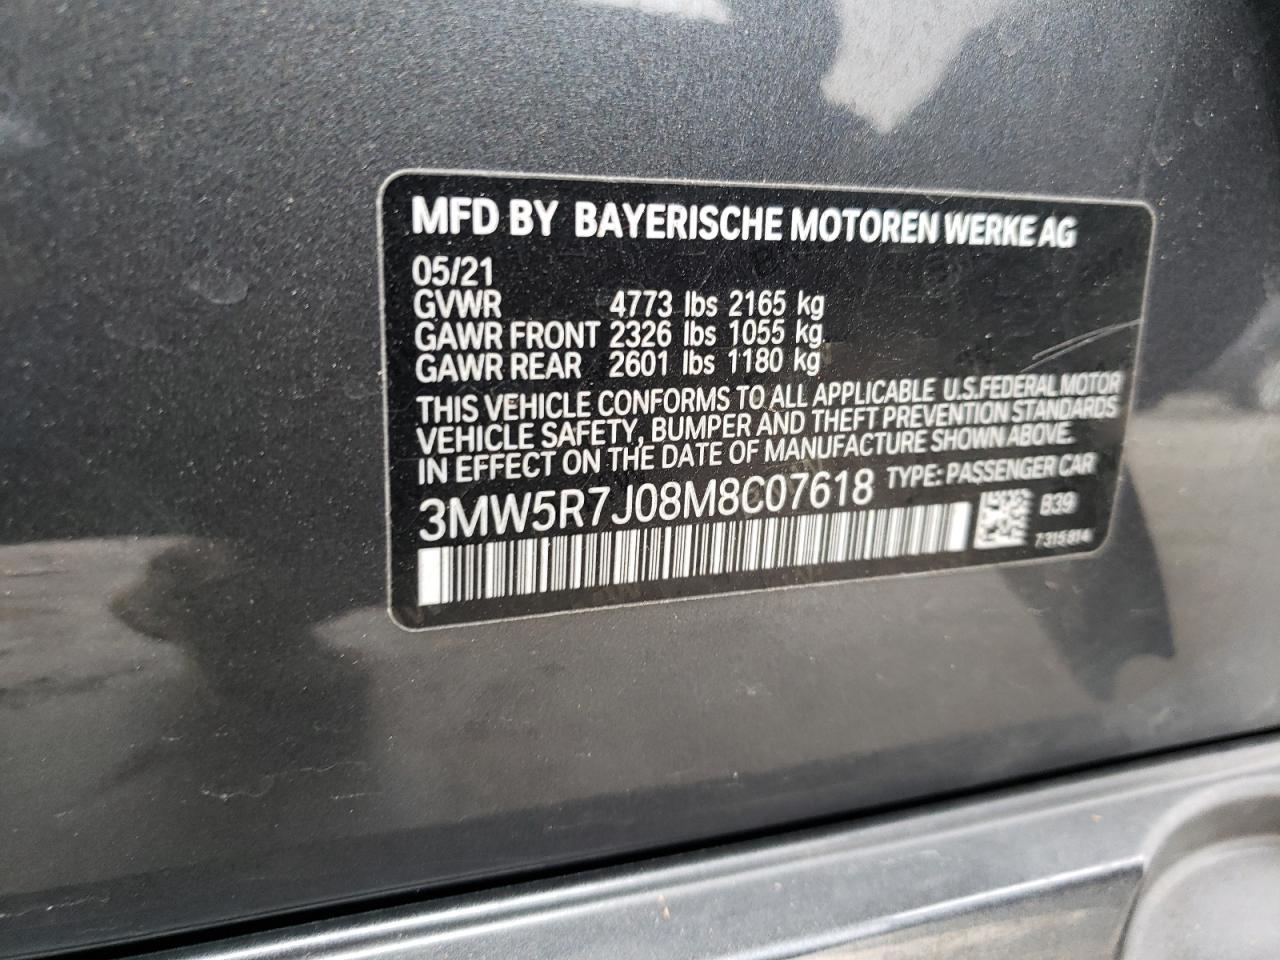 MFD BY BAYERISCHE MOTOREN WERKE AG
05/21
GVWR 4773 lbs 2165 kg
GAWR FRONT 2326 lbs 1055 kg
GAWR REAR 2601 lbs 1180 kg
THIS VEHICLE CONFORMS TO ALL APPLICABLE U.S.FEDERAL MOTOR
VEHICLE SAFETY, BUMPER AND THEFT PREVENTION STANDARDS
IN EFFECT ON THE DATE OF MANUFACTURE SHOWN ABOVE.
3MW5R7J08M8C07618 TYPE: PASSENGER CAR
B39
7315814